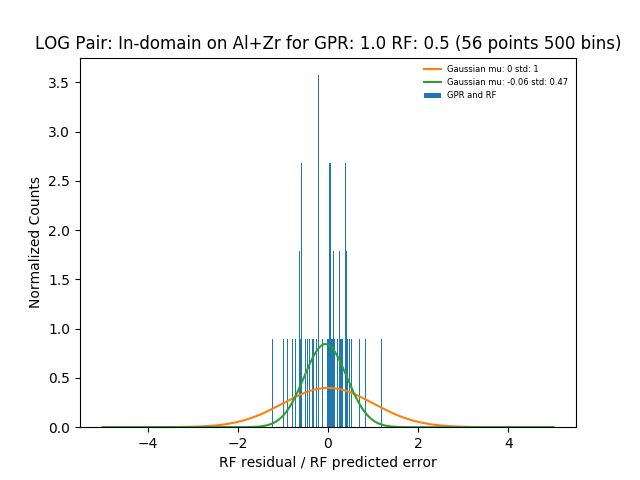 LOG Pair: In-domain on Al+Zr for GPR: 1.0 RF: 0.5 (56 points 500 bins)
Gaussian mu: 0 std: 1
Gaussian mu: -0.06 std: 0.47
GPR and RF
Normalized Counts
3.5
3.0
2.5
2.0
1.5
1.0
0.5
0.0
−4 −2 0 2 4
RF residual / RF predicted error